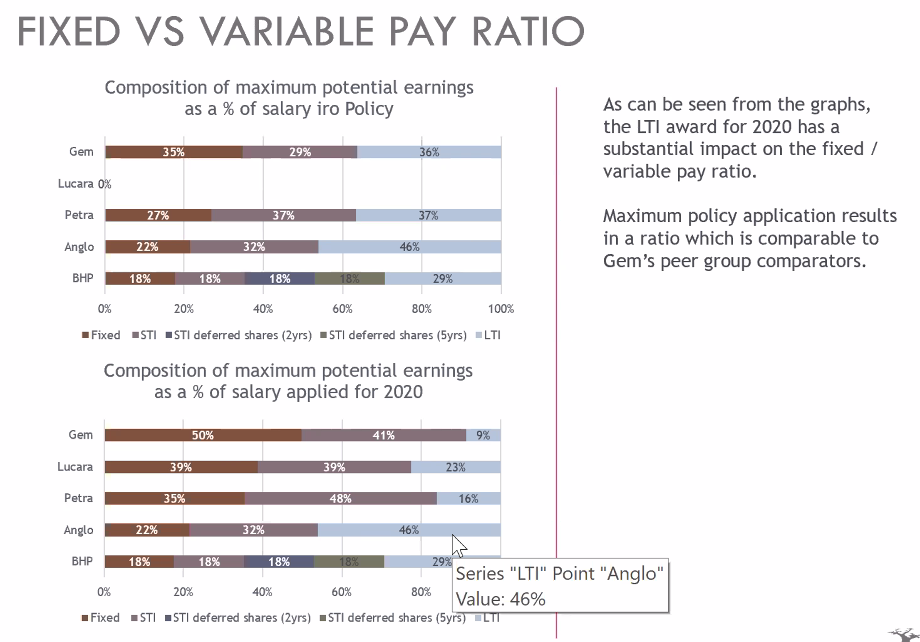 FIXED VS VARIABLE PAY RATIO
Composition of maximum potential earnings
as a % of salary iro Policy
Gem 35% 29% 36%
Lucara 0%
Petra 27% 37% 37%
Anglo 22% 32% 46%
BHP 18% 18% 18% 18% 29%
0% 20% 40% 60% 80% 100%
Fixed STI STI deferred shares (2yrs) STI deferred shares (5yrs) LTI
Composition of maximum potential earnings
as a % of salary applied for 2020
Gem 50% 41% 9%
Lucara 39% 39% 23%
Petra 35% 48% 16%
Anglo 22% 32% 46%
BHP 18% 18% 18% 18% 29%
0% 20% 40% 60% 80%
Fixed STI STI deferred shares (2yrs) STI deferred shares (5yrs) LTI
Series "LTI" Point "Anglo"
Value: 46%
As can be seen from the graphs,
the LTI award for 2020 has a
substantial impact on the fixed /
variable pay ratio.
Maximum policy application results
in a ratio which is comparable to
Gem's peer group comparators.